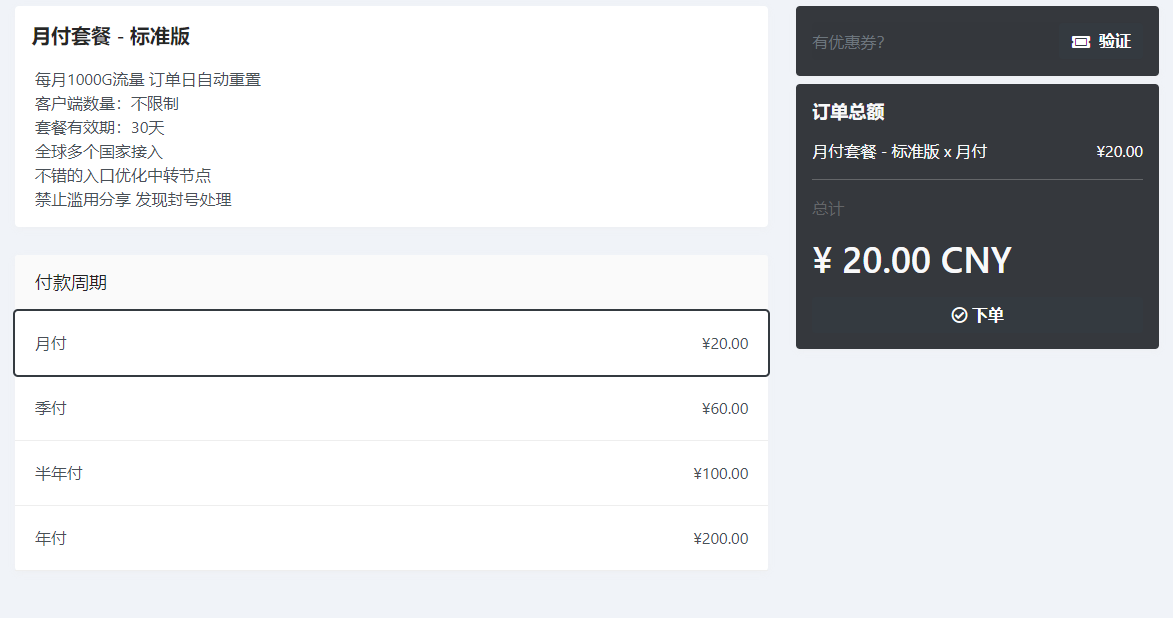 月付套餐 - 标准版
每月1000G流量 订单日自动重置
客户端数量：不限制
套餐有效期：30天
全球多个国家接入
不错的入口优化中转节点
禁止滥用分享 发现封号处理
付款周期
月付 ¥20.00
季付 ¥60.00
半年付 ¥100.00
年付 ¥200.00
有优惠券？ 验证
订单总额
月付套餐 - 标准版 x 月付 ¥20.00
总计
¥ 20.00 CNY
下单